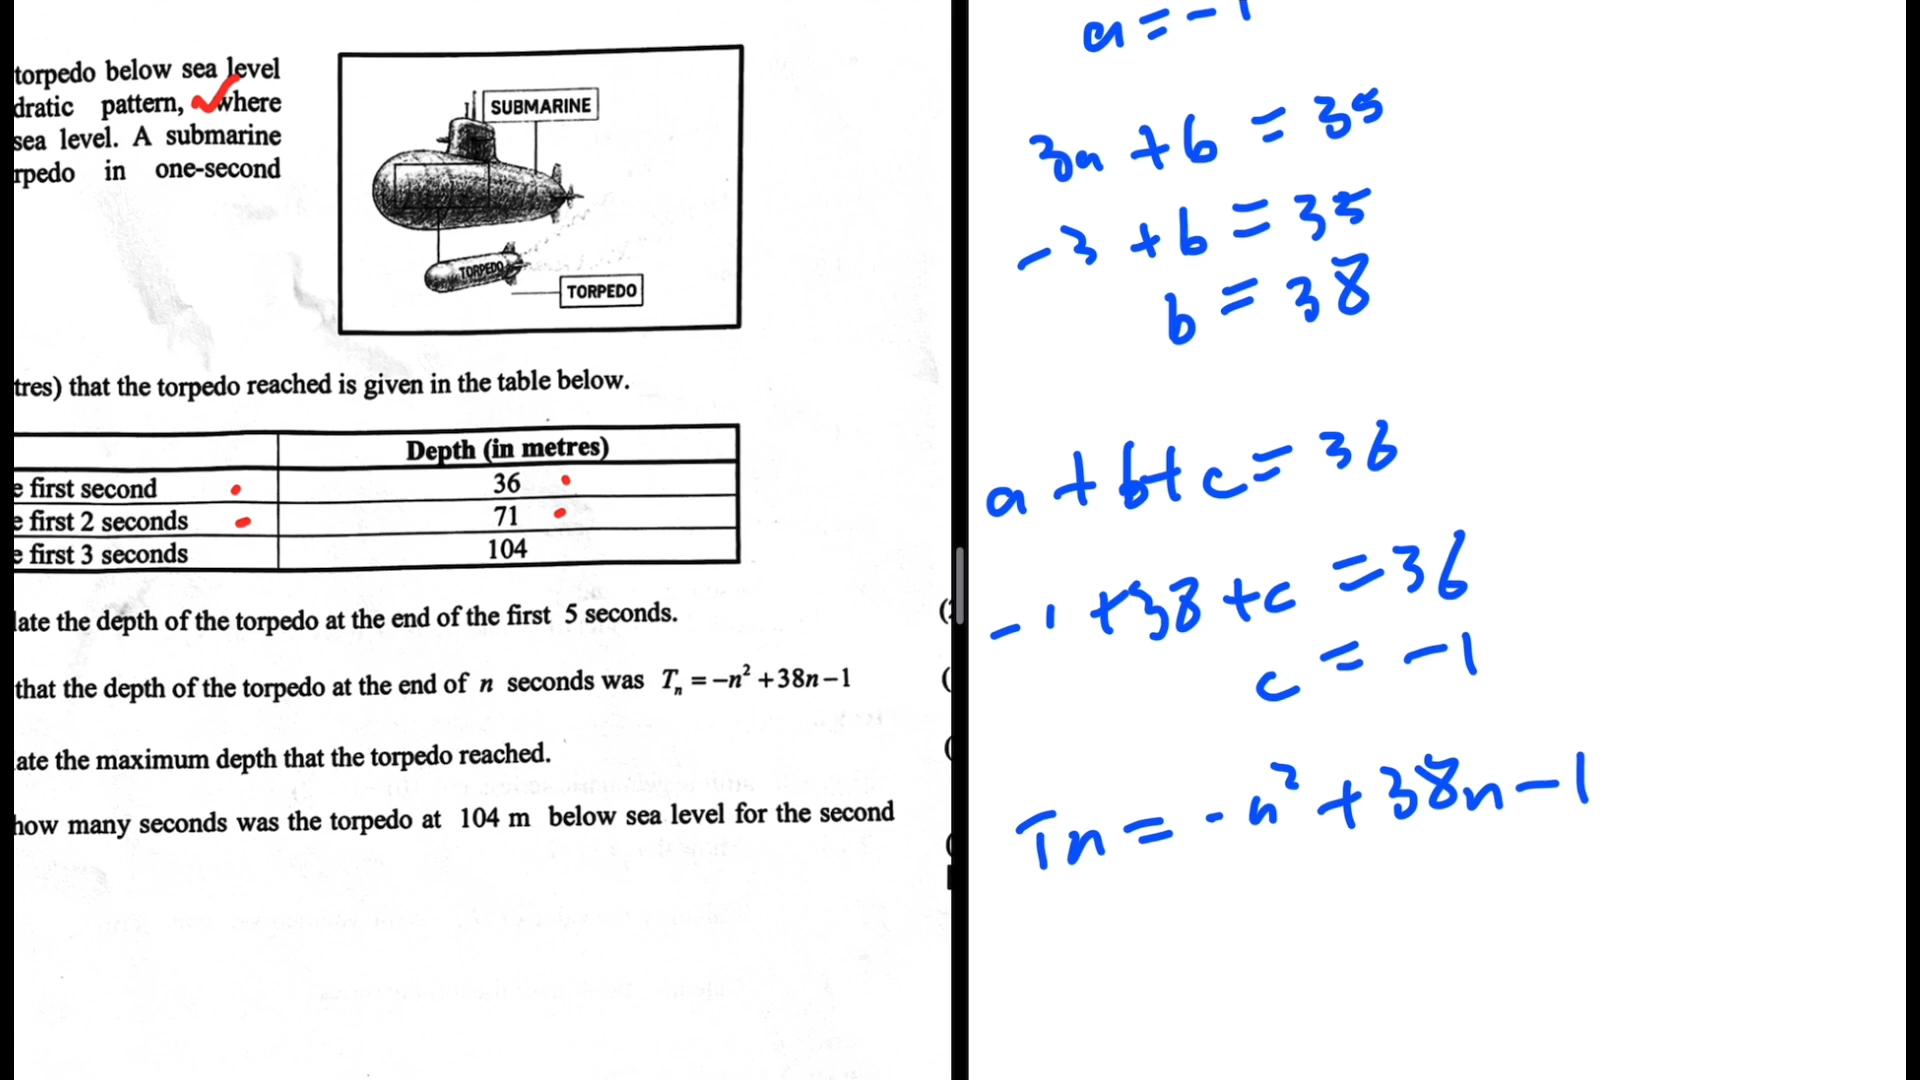 torpedo below sea level
dratic pattern, where
sea level. A submarine
rpedo in one-second
SUBMARINE
TORPEDO
TORPEDO
tres) that the torpedo reached is given in the table below.
Depth (in metres)
e first second 36
e first 2 seconds 71
e first 3 seconds 104
late the depth of the torpedo at the end of the first 5 seconds.
that the depth of the torpedo at the end of n seconds was Tₙ = −n² + 38n − 1
ate the maximum depth that the torpedo reached.
how many seconds was the torpedo at 104 m below sea level for the second
a = -1
3a + b = 35
-3 + b = 35
b = 38
a + b + c = 36
-1 + 38 + c = 36
c = -1
Tn = -n² + 38n - 1